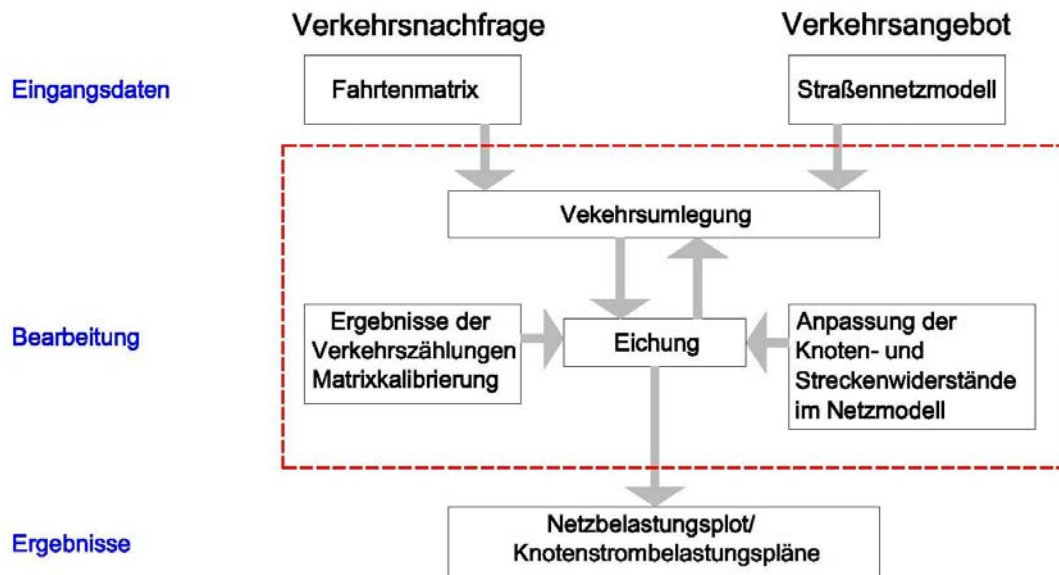 Verkehrsnachfrage
Verkehrsangebot
Eingangsdaten
Fahrtenmatrix
Straßennetzmodell
Vekehrsumlegung
Bearbeitung
Ergebnisse der
Verkehrszählungen
Matrixkalibrierung
Eichung
Anpassung der
Knoten- und
Streckenwiderstände
im Netzmodell
Ergebnisse
Netzbelastungsplot/
Knotenstrombelastungspläne